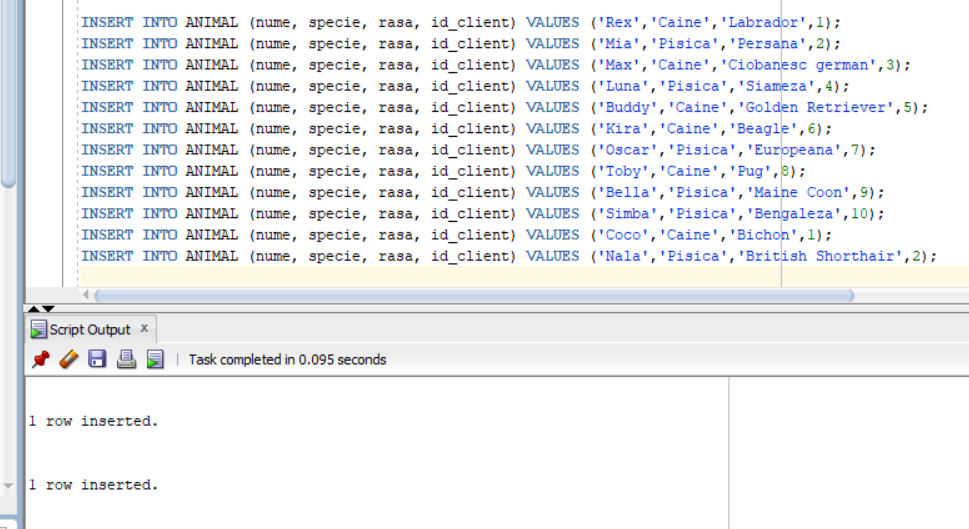 INSERT INTO ANIMAL (nume, specie, rasa, id_client) VALUES ('Rex','Caine','Labrador',1);
INSERT INTO ANIMAL (nume, specie, rasa, id_client) VALUES ('Mia','Pisica','Persana',2);
INSERT INTO ANIMAL (nume, specie, rasa, id_client) VALUES ('Max','Caine','Ciobanesc german',3);
INSERT INTO ANIMAL (nume, specie, rasa, id_client) VALUES ('Luna','Pisica','Siameza',4);
INSERT INTO ANIMAL (nume, specie, rasa, id_client) VALUES ('Buddy','Caine','Golden Retriever',5);
INSERT INTO ANIMAL (nume, specie, rasa, id_client) VALUES ('Kira','Caine','Beagle',6);
INSERT INTO ANIMAL (nume, specie, rasa, id_client) VALUES ('Oscar','Pisica','Europeana',7);
INSERT INTO ANIMAL (nume, specie, rasa, id_client) VALUES ('Toby','Caine','Pug',8);
INSERT INTO ANIMAL (nume, specie, rasa, id_client) VALUES ('Bella','Pisica','Maine Coon',9);
INSERT INTO ANIMAL (nume, specie, rasa, id_client) VALUES ('Simba','Pisica','Bengaleza',10);
INSERT INTO ANIMAL (nume, specie, rasa, id_client) VALUES ('Coco','Caine','Bichon',1);
INSERT INTO ANIMAL (nume, specie, rasa, id_client) VALUES ('Nala','Pisica','British Shorthair',2);
Script Output x
Task completed in 0.095 seconds
1 row inserted.
1 row inserted.